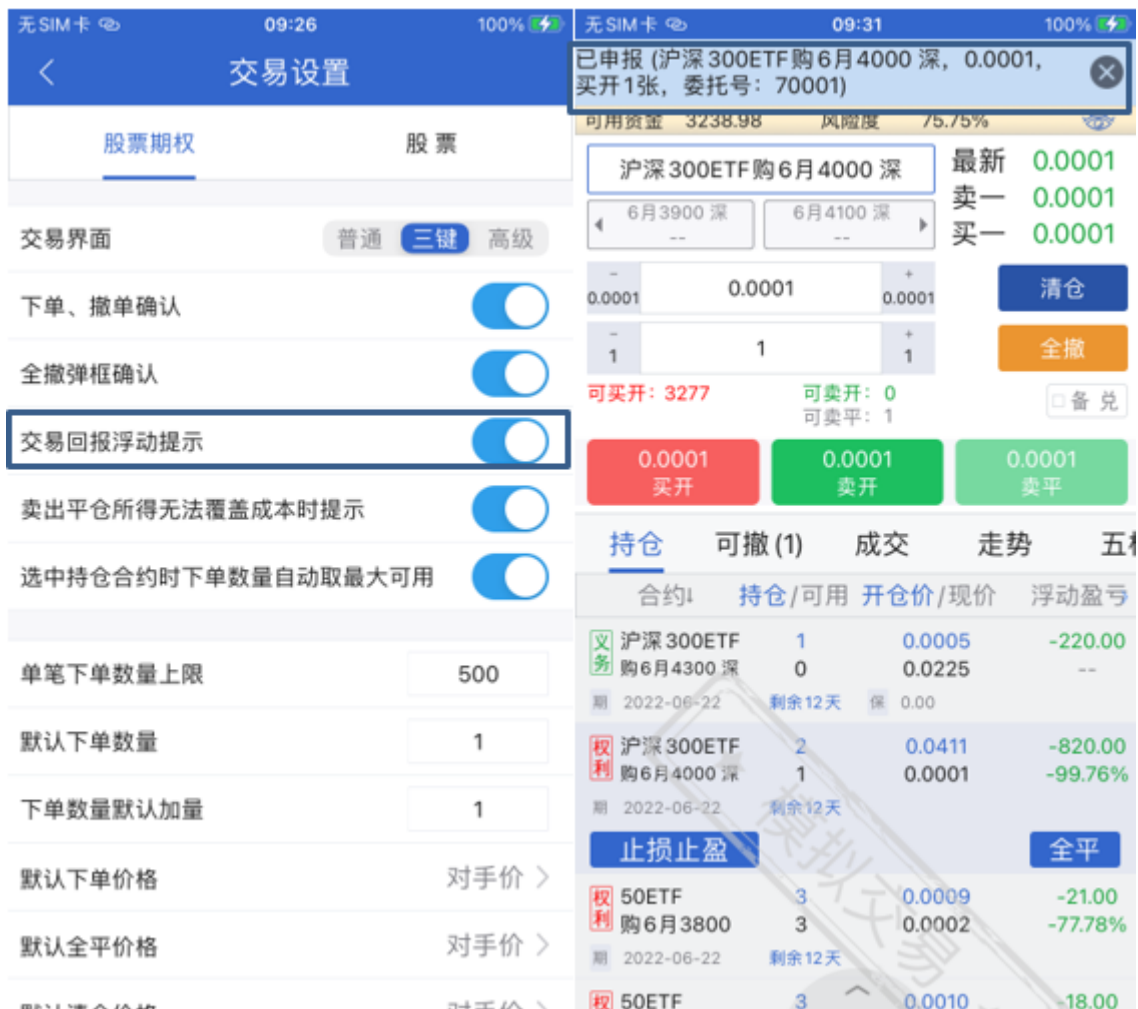 无SIM卡 09:26 100%
交易设置
股票期权 股 票
交易界面 普通 三键 高级
下单、撤单确认
全撤弹框确认
交易回报浮动提示
卖出平仓所得无法覆盖成本时提示
选中持仓合约时下单数量自动取最大可用
单笔下单数量上限 500
默认下单数量 1
下单数量默认加量 1
默认下单价格 对手价 >
默认全平价格 对手价 >
无SIM卡 09:31 100%
已申报 (沪深300ETF购6月4000 深, 0.0001,
买开1张, 委托号: 70001)
可用资金 3238.98 风险度 75.75%
沪深300ETF购6月4000 深
最新 0.0001
卖一 0.0001
买一 0.0001
6月3900 深 6月4100 深
-- --
- +
0.0001 0.0001 0.0001
清仓
- +
1 1 1
全撤
可买开: 3277 可卖开: 0
可卖平: 1
备 兑
0.0001 0.0001 0.0001
买开 卖开 卖平
持仓 可撤(1) 成交 走势
合约 持仓/可用 开仓价/现价 浮动盈亏
义务 沪深300ETF 1 0.0005 -220.00
购6月4300 深 0 0.0225 --
期 2022-06-22 剩余12天 保 0.00
权利 沪深300ETF 2 0.0411 -820.00
购6月4000 深 1 0.0001 -99.76%
期 2022-06-22 剩余12天
止损止盈 全平
权利 50ETF 3 0.0009 -21.00
购6月3800 3 0.0002 -77.78%
期 2022-06-22 剩余12天
权 50ETF 3 0.0010 -18.00
模拟交易